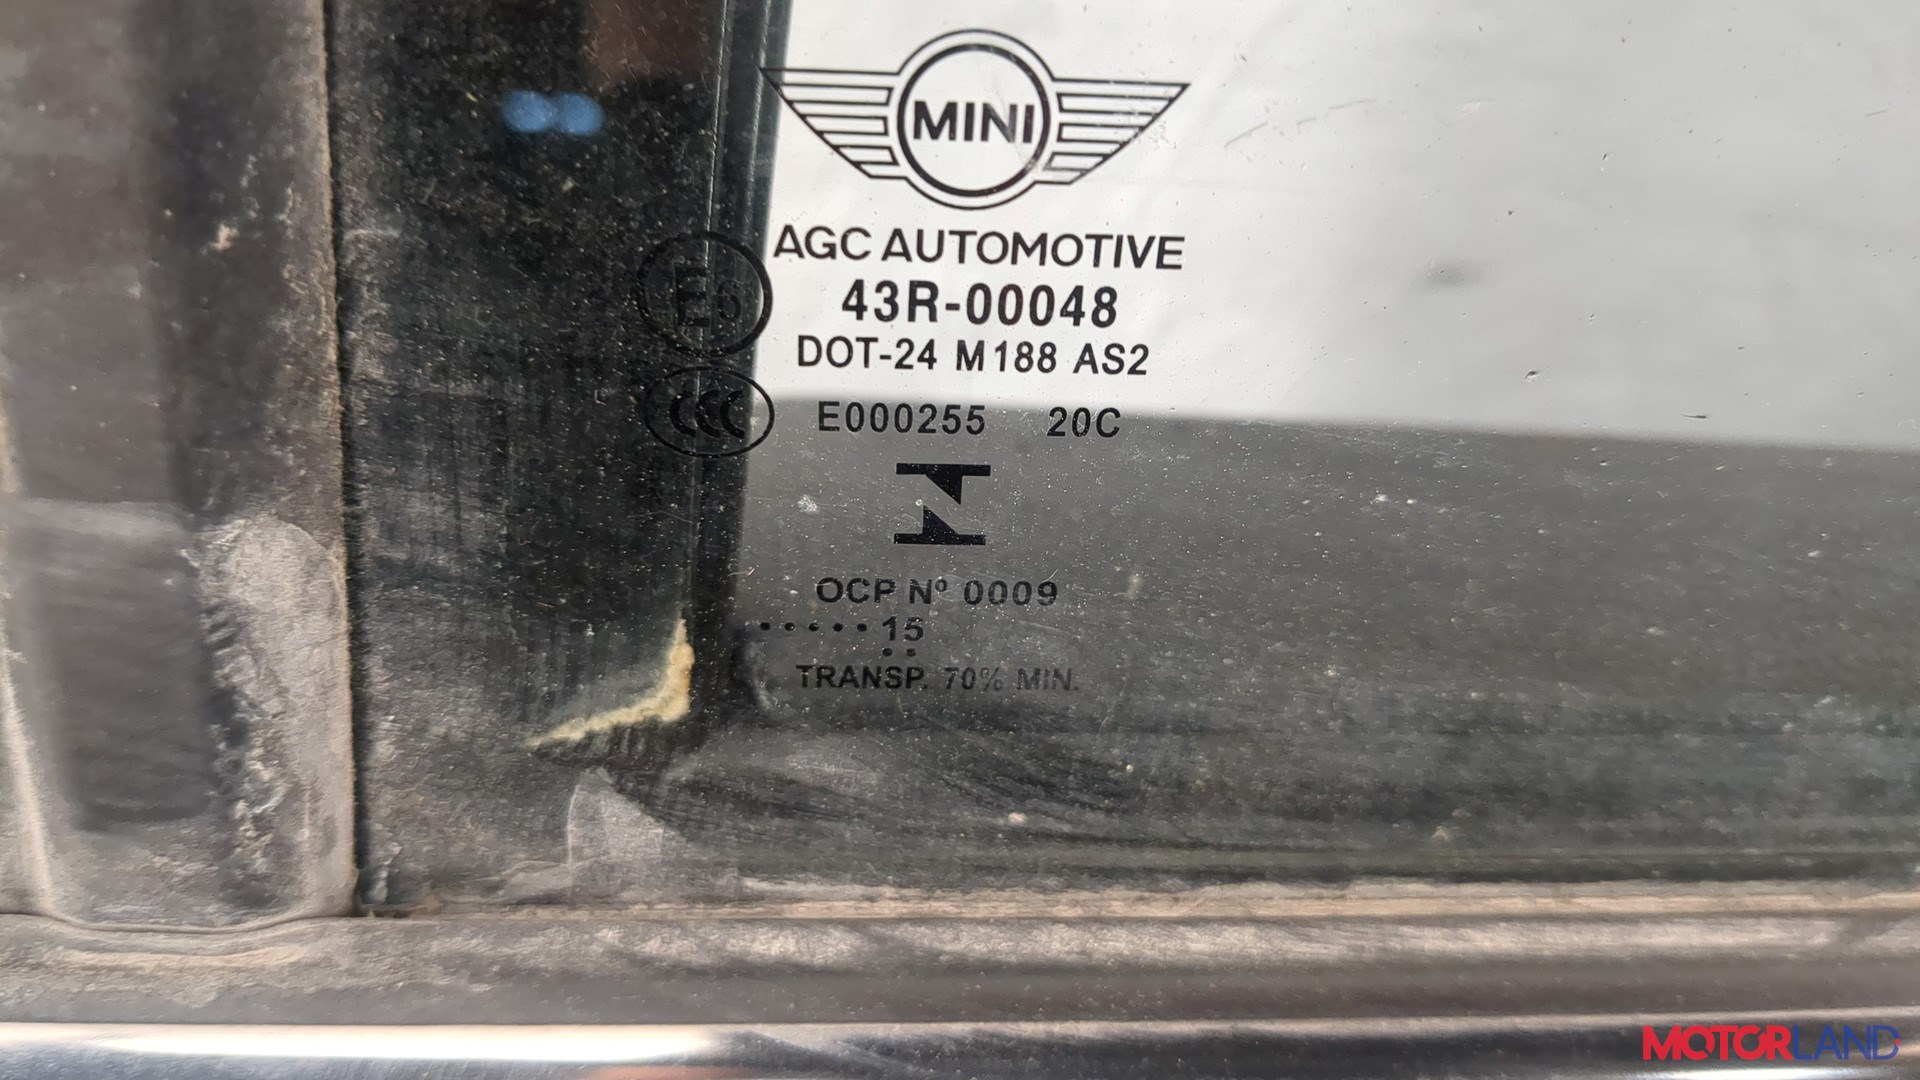 MINI
AGC AUTOMOTIVE
E6 43R-00048
DOT-24 M188 AS2
CCC E000255 20C
OCP Nº 0009
·····15
··
TRANSP. 70% MIN.
MOTORLAND